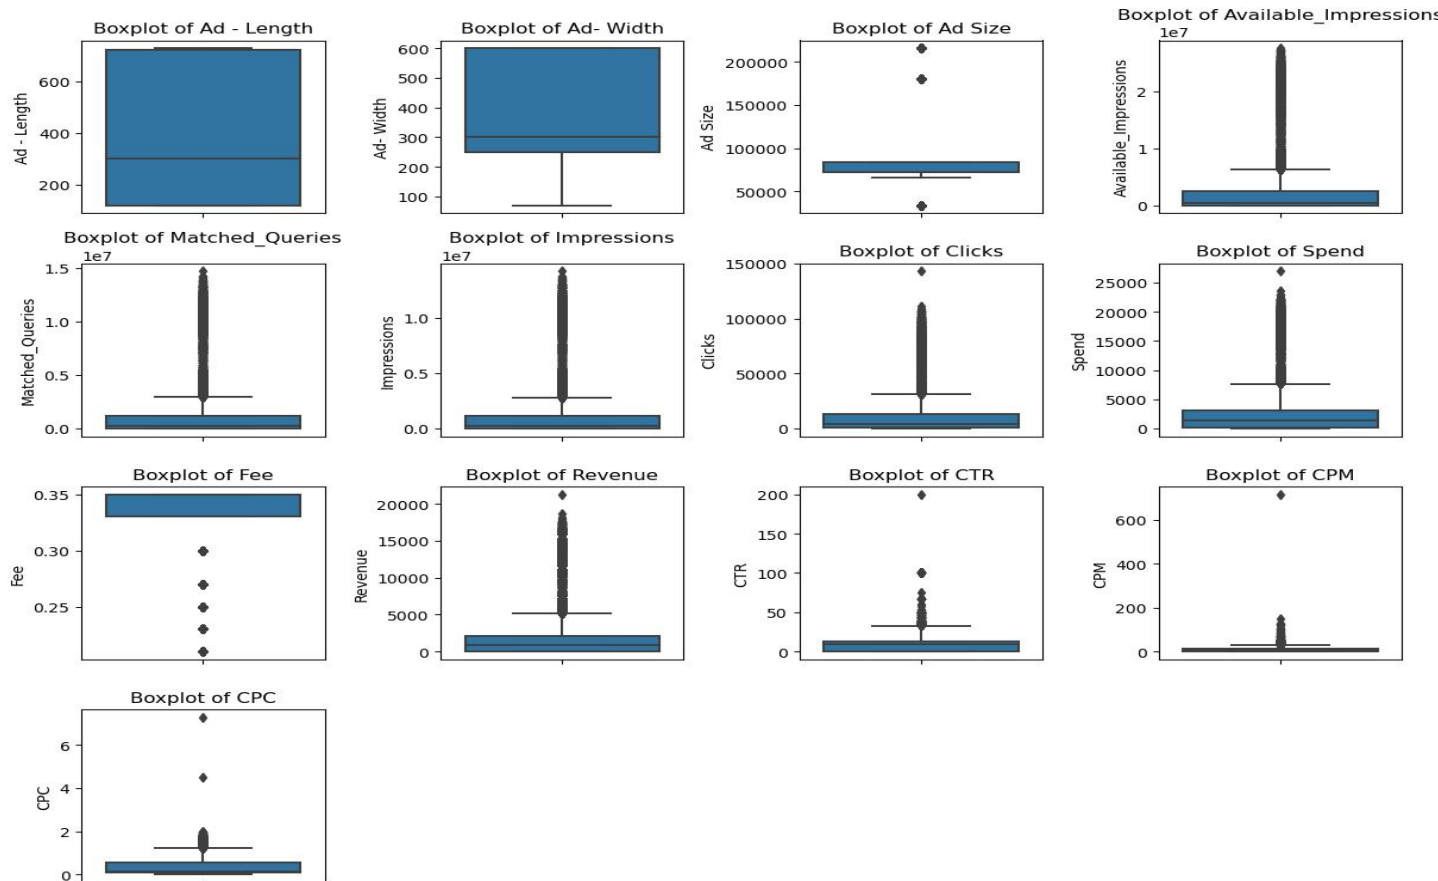 Boxplot of Ad - Length
Ad - Length
600
400
200
Boxplot of Ad- Width
Ad- Width
600
500
400
300
200
100
Boxplot of Ad Size
Ad Size
200000
150000
100000
50000
Boxplot of Available_Impressions
1e7
Available_Impressions
2
1
0
Boxplot of Matched_Queries
1e7
Matched_Queries
1.5
1.0
0.5
0.0
Boxplot of Impressions
1e7
Impressions
1.0
0.5
0.0
Boxplot of Clicks
Clicks
150000
100000
50000
0
Boxplot of Spend
Spend
25000
20000
15000
10000
5000
0
Boxplot of Fee
Fee
0.35
0.30
0.25
Boxplot of Revenue
Revenue
20000
15000
10000
5000
0
Boxplot of CTR
CTR
200
150
100
50
0
Boxplot of CPM
CPM
600
400
200
0
Boxplot of CPC
CPC
6
4
2
0